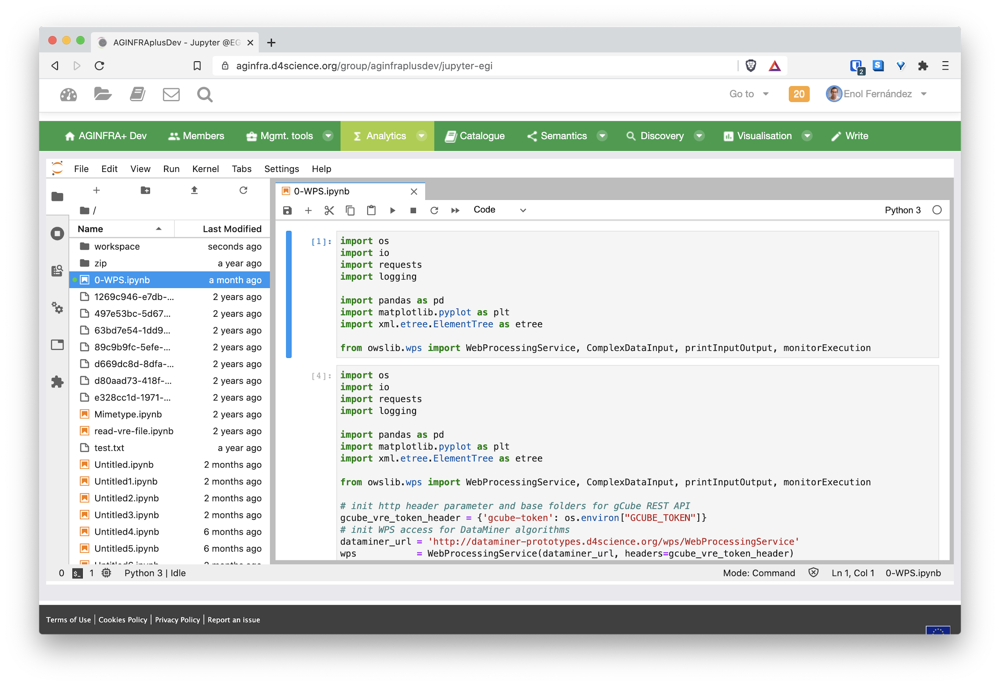 AGINFRAplusDev - Jupyter @EG
aginfra.d4science.org/group/aginfraplusdev/jupyter-egi
2
S
Go to
20
Enol Fernández
AGINFRA+ Dev
Members
Mgmt. tools
Analytics
Catalogue
Semantics
Discovery
Visualisation
Write
File Edit View Run Kernel Tabs Settings Help
/
Name Last Modified
workspace seconds ago
zip a year ago
0-WPS.ipynb a month ago
1269c946-e7db-... 2 years ago
497e53bc-5d67... 2 years ago
63bd7e54-1dd9... 2 years ago
89c9b9fc-5efe-... 2 years ago
d669dc8d-8dfa-... 2 years ago
d80aad73-418f-... 2 years ago
e328cc1d-1971-... 2 years ago
Mimetype.ipynb 2 years ago
read-vre-file.ipynb 2 years ago
test.txt a year ago
Untitled.ipynb 2 months ago
Untitled1.ipynb 2 months ago
Untitled2.ipynb 2 months ago
Untitled3.ipynb 2 months ago
Untitled4.ipynb 6 months ago
Untitled5.ipynb 6 months ago
0-WPS.ipynb
Code
Python 3
[1]:
import os
import io
import requests
import logging
import pandas as pd
import matplotlib.pyplot as plt
import xml.etree.ElementTree as etree
from owslib.wps import WebProcessingService, ComplexDataInput, printInputOutput, monitorExecution
[4]:
import os
import io
import requests
import logging
import pandas as pd
import matplotlib.pyplot as plt
import xml.etree.ElementTree as etree
from owslib.wps import WebProcessingService, ComplexDataInput, printInputOutput, monitorExecution
# init http header parameter and base folders for gCube REST API
gcube_vre_token_header = {'gcube-token': os.environ["GCUBE_TOKEN"]}
# init WPS access for DataMiner algorithms
dataminer_url = 'http://dataminer-prototypes.d4science.org/wps/WebProcessingService'
wps = WebProcessingService(dataminer_url, headers=gcube_vre_token_header)
0 $_ 1 Python 3 | Idle
Mode: Command Ln 1, Col 1 0-WPS.ipynb
Terms of Use | Cookies Policy | Privacy Policy | Report an issue